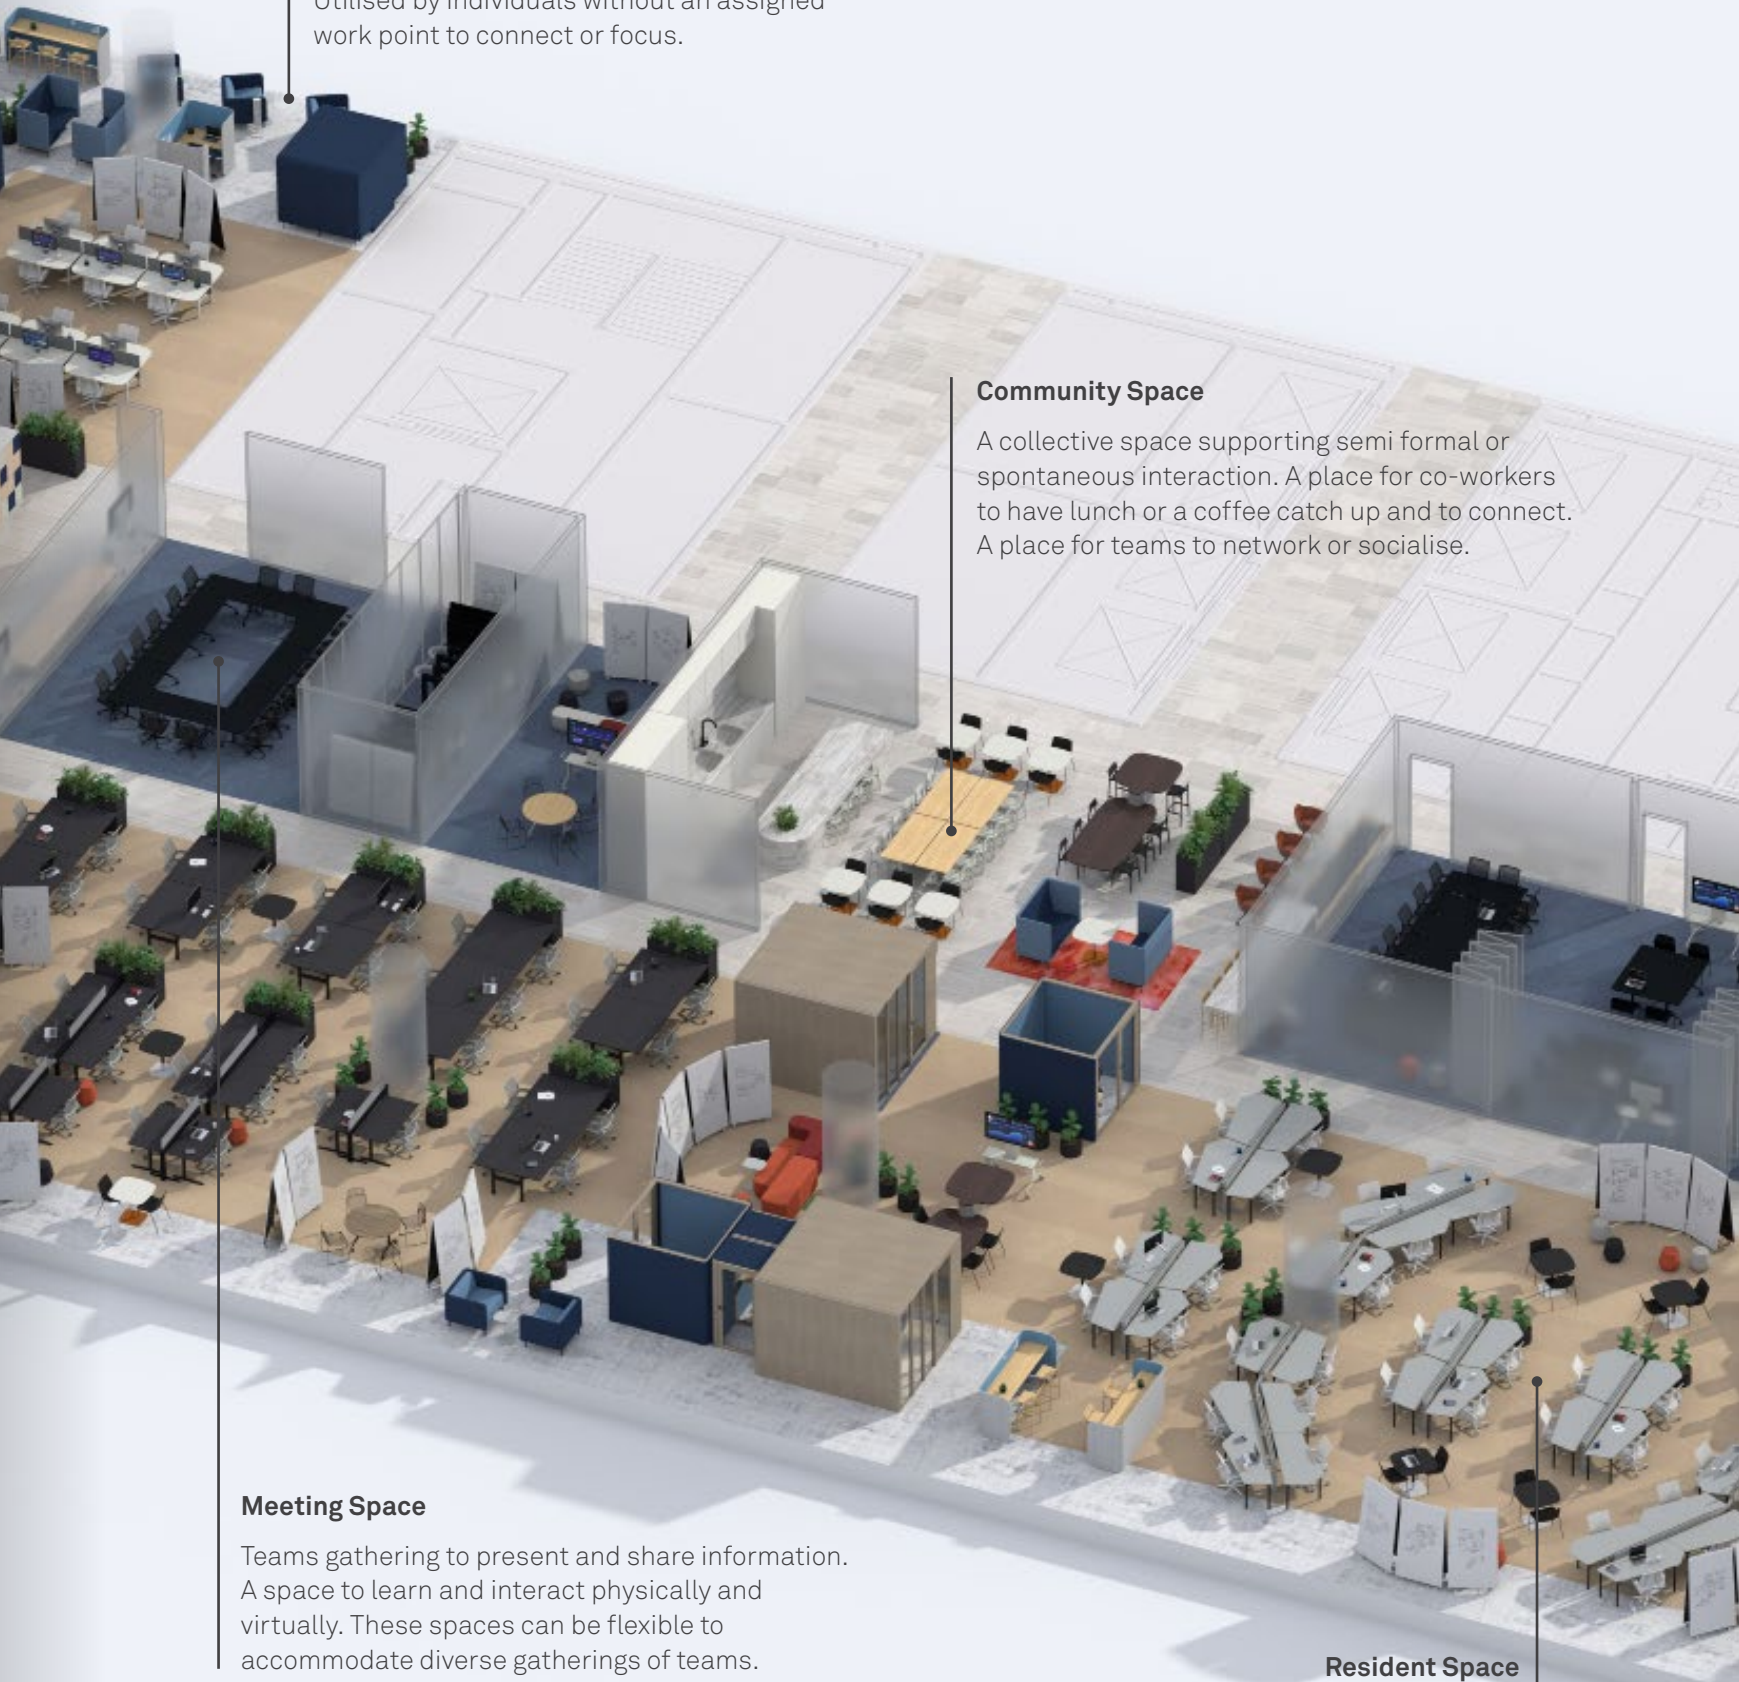 Utilised by individuals without an assigned
work point to connect or focus.
Community Space
A collective space supporting semi formal or
spontaneous interaction. A place for co-workers
to have lunch or a coffee catch up and to connect.
A place for teams to network or socialise.
Meeting Space
Teams gathering to present and share information.
A space to learn and interact physically and
virtually. These spaces can be flexible to
accommodate diverse gatherings of teams.
Resident Space